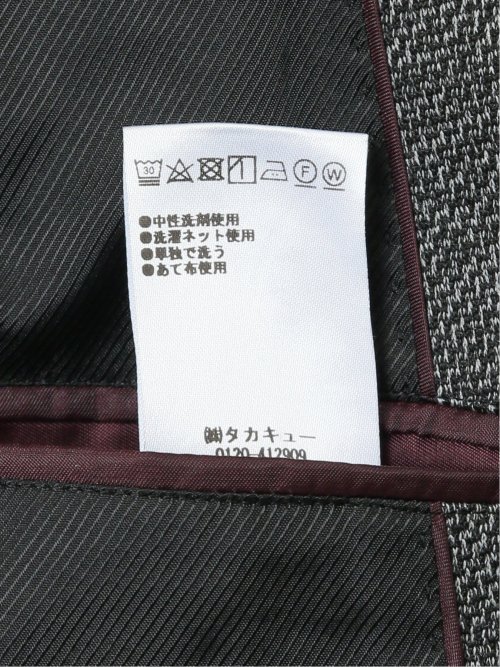 30 F W
●中性洗剤使用
●洗濯ネット使用
●単独で洗う
●あて布使用
㈱タカキュー
0120-412909